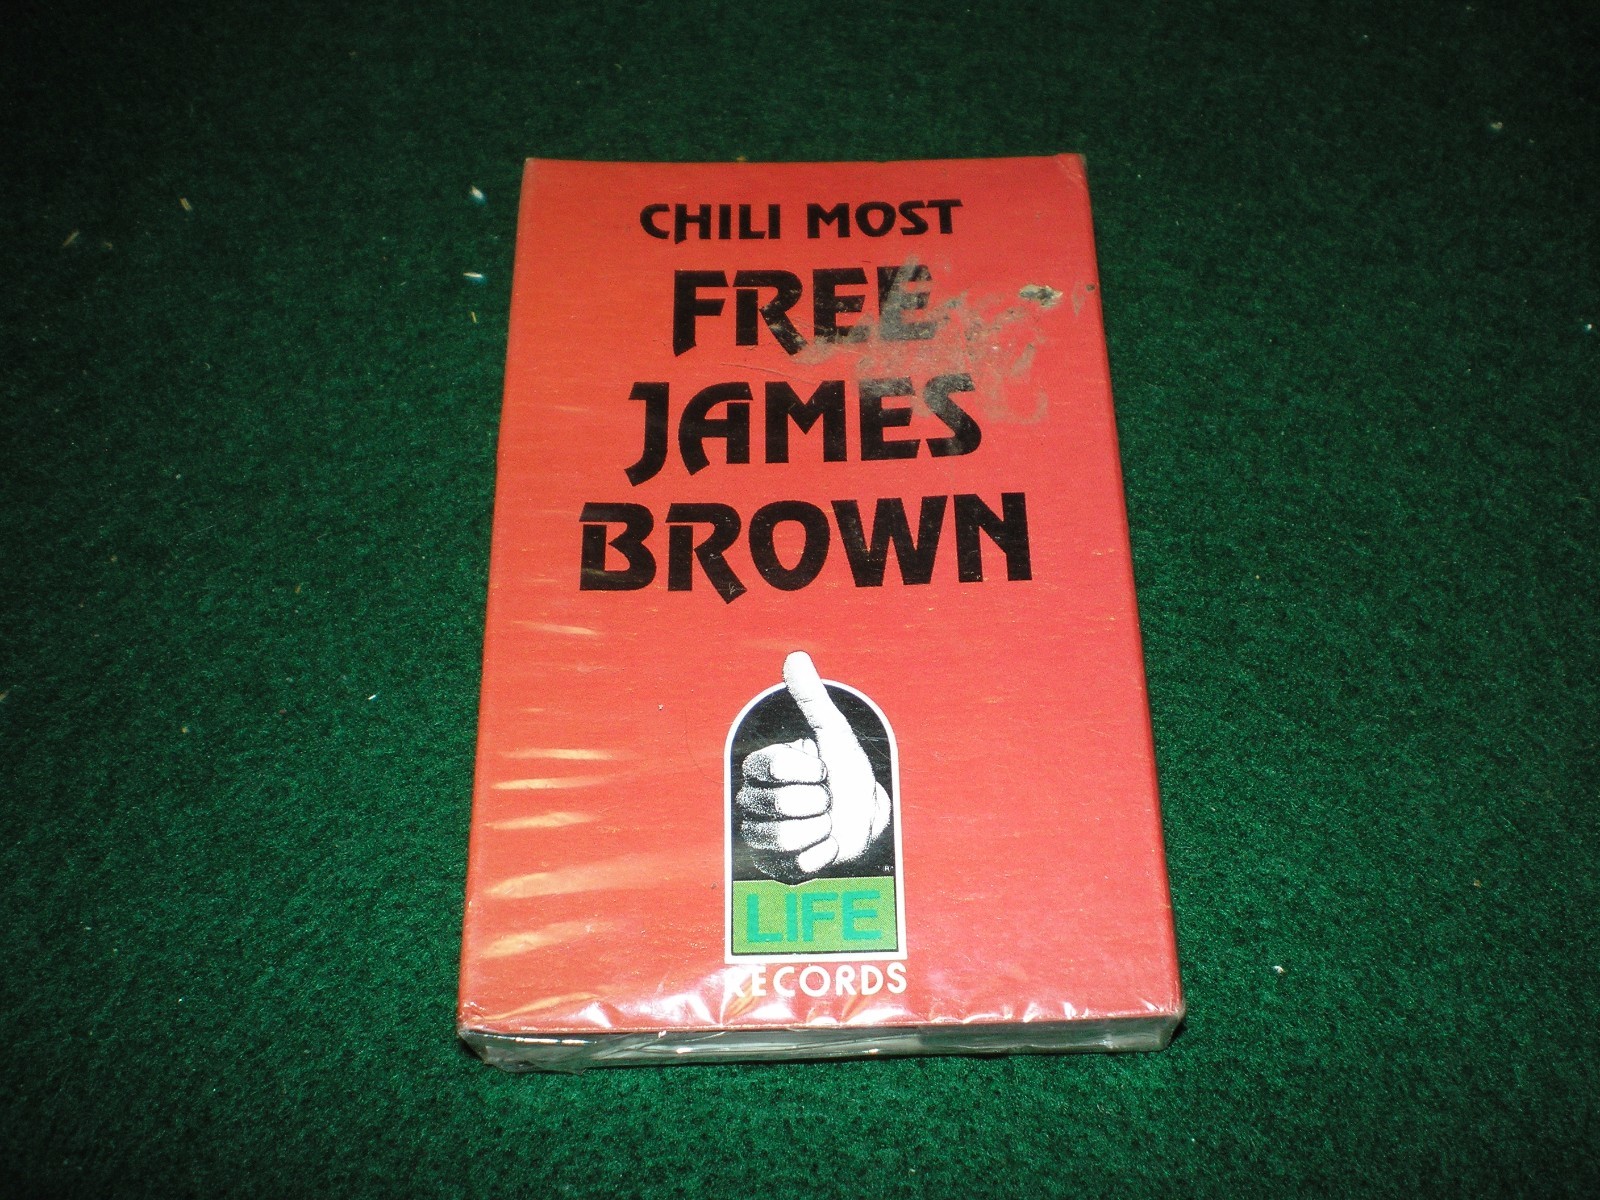 CHILI MOST
FREE
JAMES
BROWN
LIFE
RECORDS